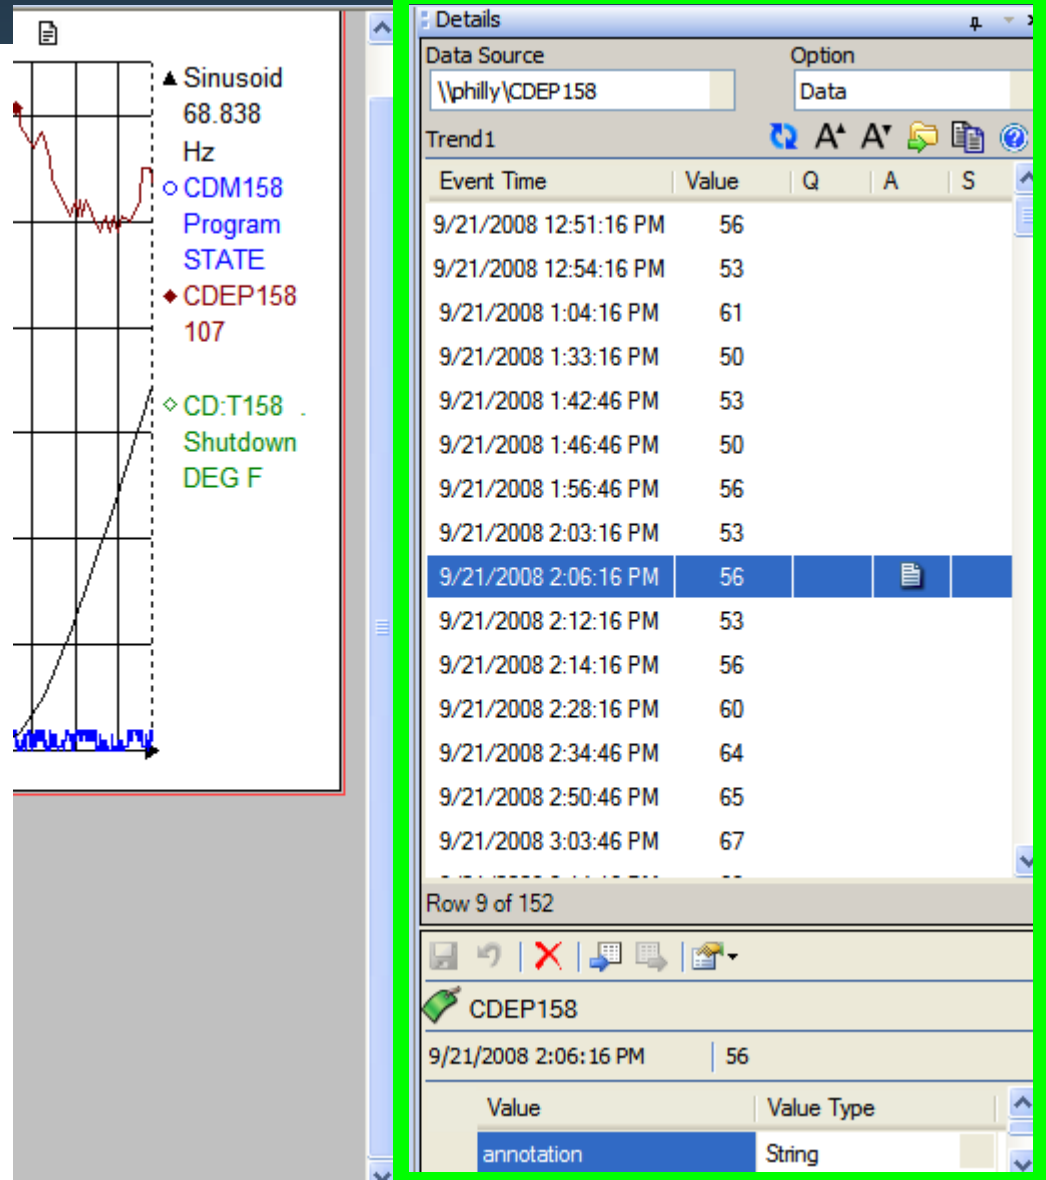 Sinusoid
68.838
Hz
CDM158
Program
STATE
CDEP158
107
CD:T158 .
Shutdown
DEG F
Details
Data Source Option
\\philly\CDEP158 Data
Trend1
Event Time Value Q A S
9/21/2008 12:51:16 PM 56
9/21/2008 12:54:16 PM 53
9/21/2008 1:04:16 PM 61
9/21/2008 1:33:16 PM 50
9/21/2008 1:42:46 PM 53
9/21/2008 1:46:46 PM 50
9/21/2008 1:56:46 PM 56
9/21/2008 2:03:16 PM 53
9/21/2008 2:06:16 PM 56
9/21/2008 2:12:16 PM 53
9/21/2008 2:14:16 PM 56
9/21/2008 2:28:16 PM 60
9/21/2008 2:34:46 PM 64
9/21/2008 2:50:46 PM 65
9/21/2008 3:03:46 PM 67
Row 9 of 152
CDEP158
9/21/2008 2:06:16 PM 56
Value Value Type
annotation String